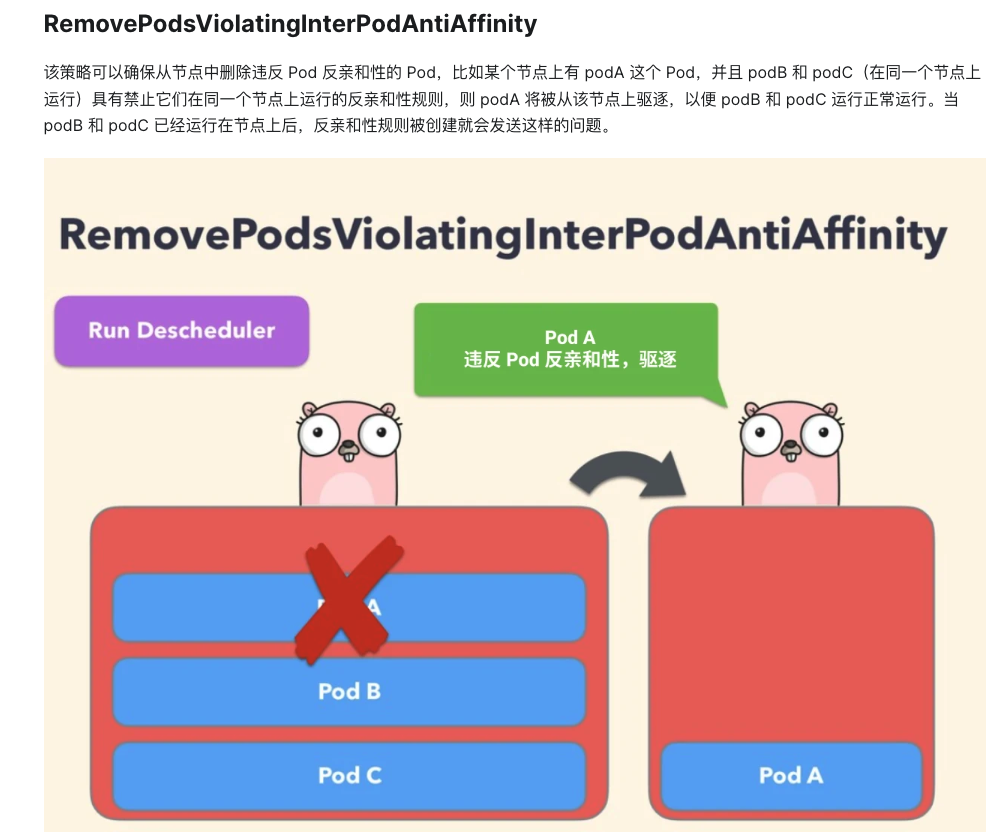 RemovePodsViolatingInterPodAntiAffinity
该策略可以确保从节点中删除违反 Pod 反亲和性的 Pod，比如某个节点上有 podA 这个 Pod，并且 podB 和 podC（在同一个节点上
运行）具有禁止它们在同一个节点上运行的反亲和性规则，则 podA 将被从该节点上驱逐，以便 podB 和 podC 运行正常运行。当
podB 和 podC 已经运行在节点上后，反亲和性规则被创建就会发送这样的问题。
RemovePodsViolatingInterPodAntiAffinity
Run Descheduler
Pod A
违反 Pod 反亲和性，驱逐
A
Pod B
Pod C
Pod A